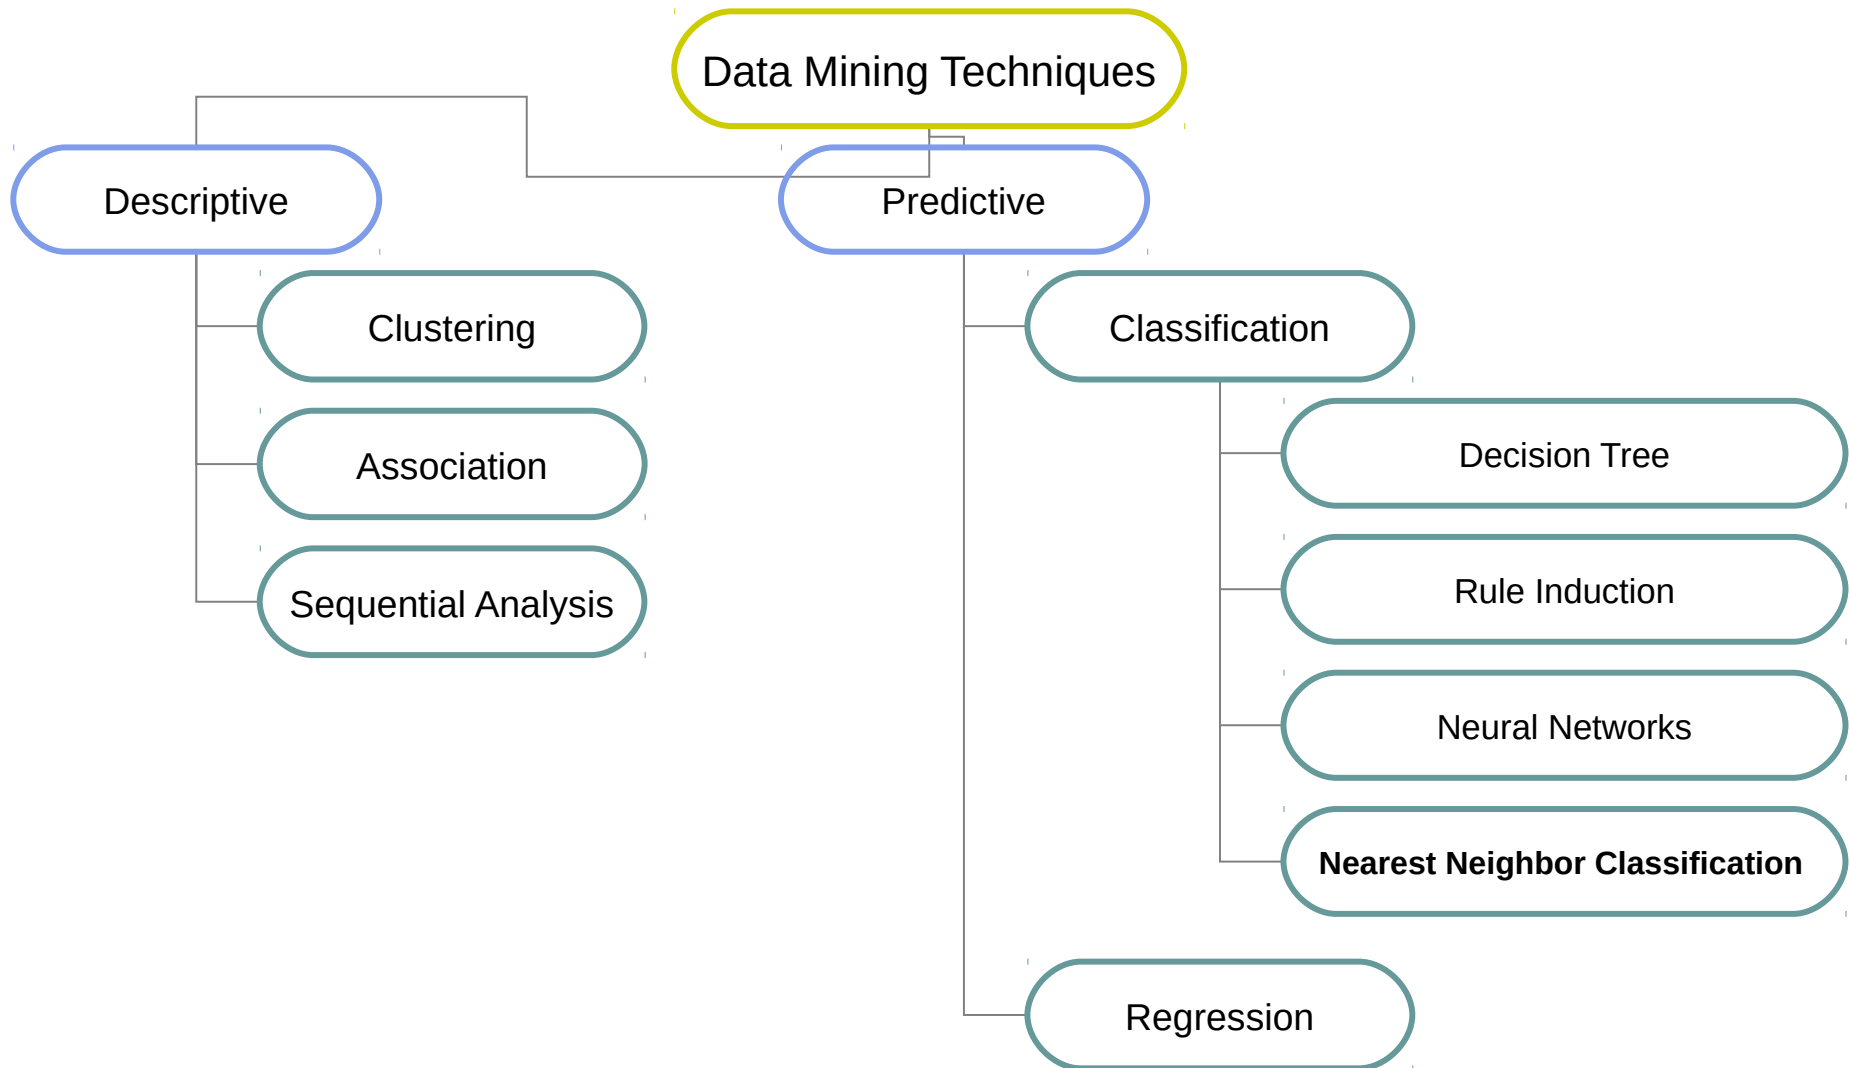 Data Mining Techniques
Descriptive
Predictive
Clustering
Classification
Association
Decision Tree
Sequential Analysis
Rule Induction
Neural Networks
Nearest Neighbor Classification
Regression